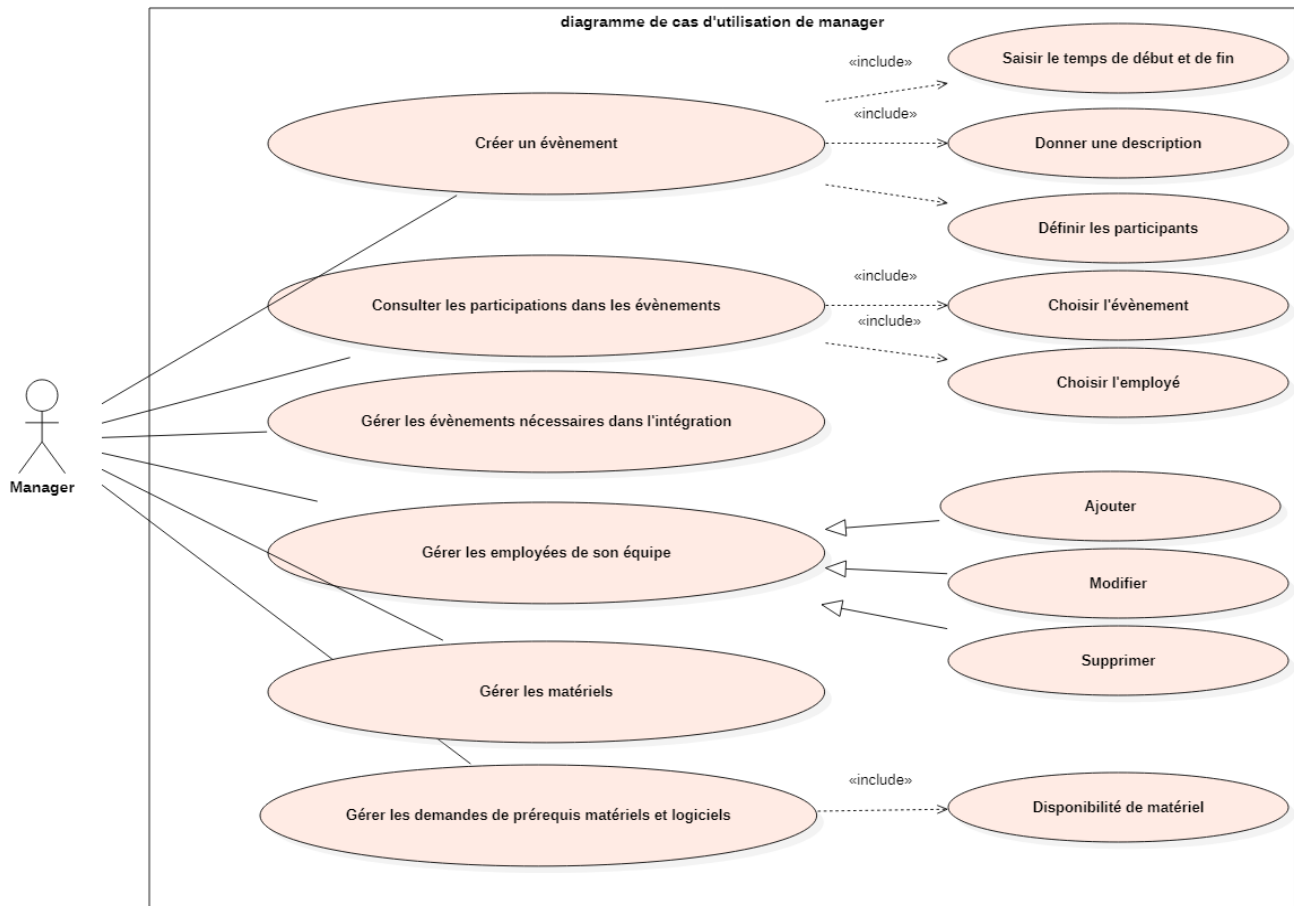 diagramme de cas d'utilisation de manager
«include»
Saisir le temps de début et de fin
Créer un évènement
«include»
Donner une description
Définir les participants
Consulter les participations dans les évènements
«include»
Choisir l'évènement
«include»
Choisir l'employé
Gérer les évènements nécessaires dans l'intégration
Manager
Gérer les employées de son équipe
Ajouter
Modifier
Supprimer
Gérer les matériels
Gérer les demandes de prérequis matériels et logiciels
«include»
Disponibilité de matériel